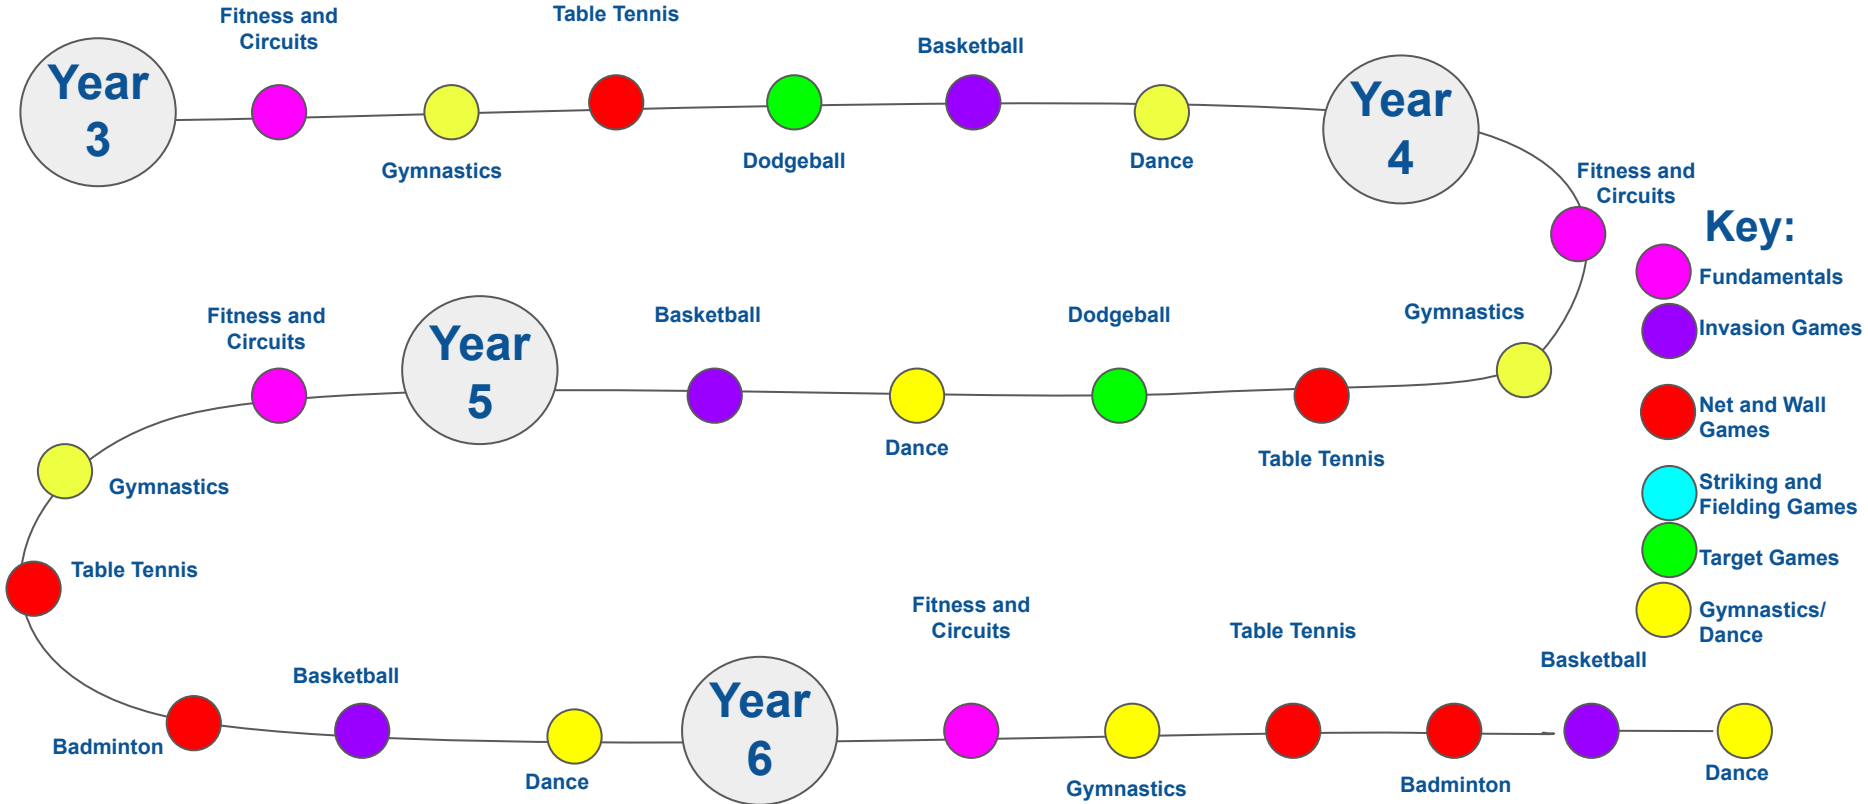 Year
3
Fitness and
Circuits
Gymnastics
Table Tennis
Dodgeball
Basketball
Dance
Year
4
Fitness and
Circuits
Gymnastics
Table Tennis
Dodgeball
Dance
Basketball
Year
5
Fitness and
Circuits
Gymnastics
Table Tennis
Badminton
Basketball
Dance
Year
6
Fitness and
Circuits
Gymnastics
Table Tennis
Badminton
Basketball
Dance
Key:
Fundamentals
Invasion Games
Net and Wall
Games
Striking and
Fielding Games
Target Games
Gymnastics/
Dance